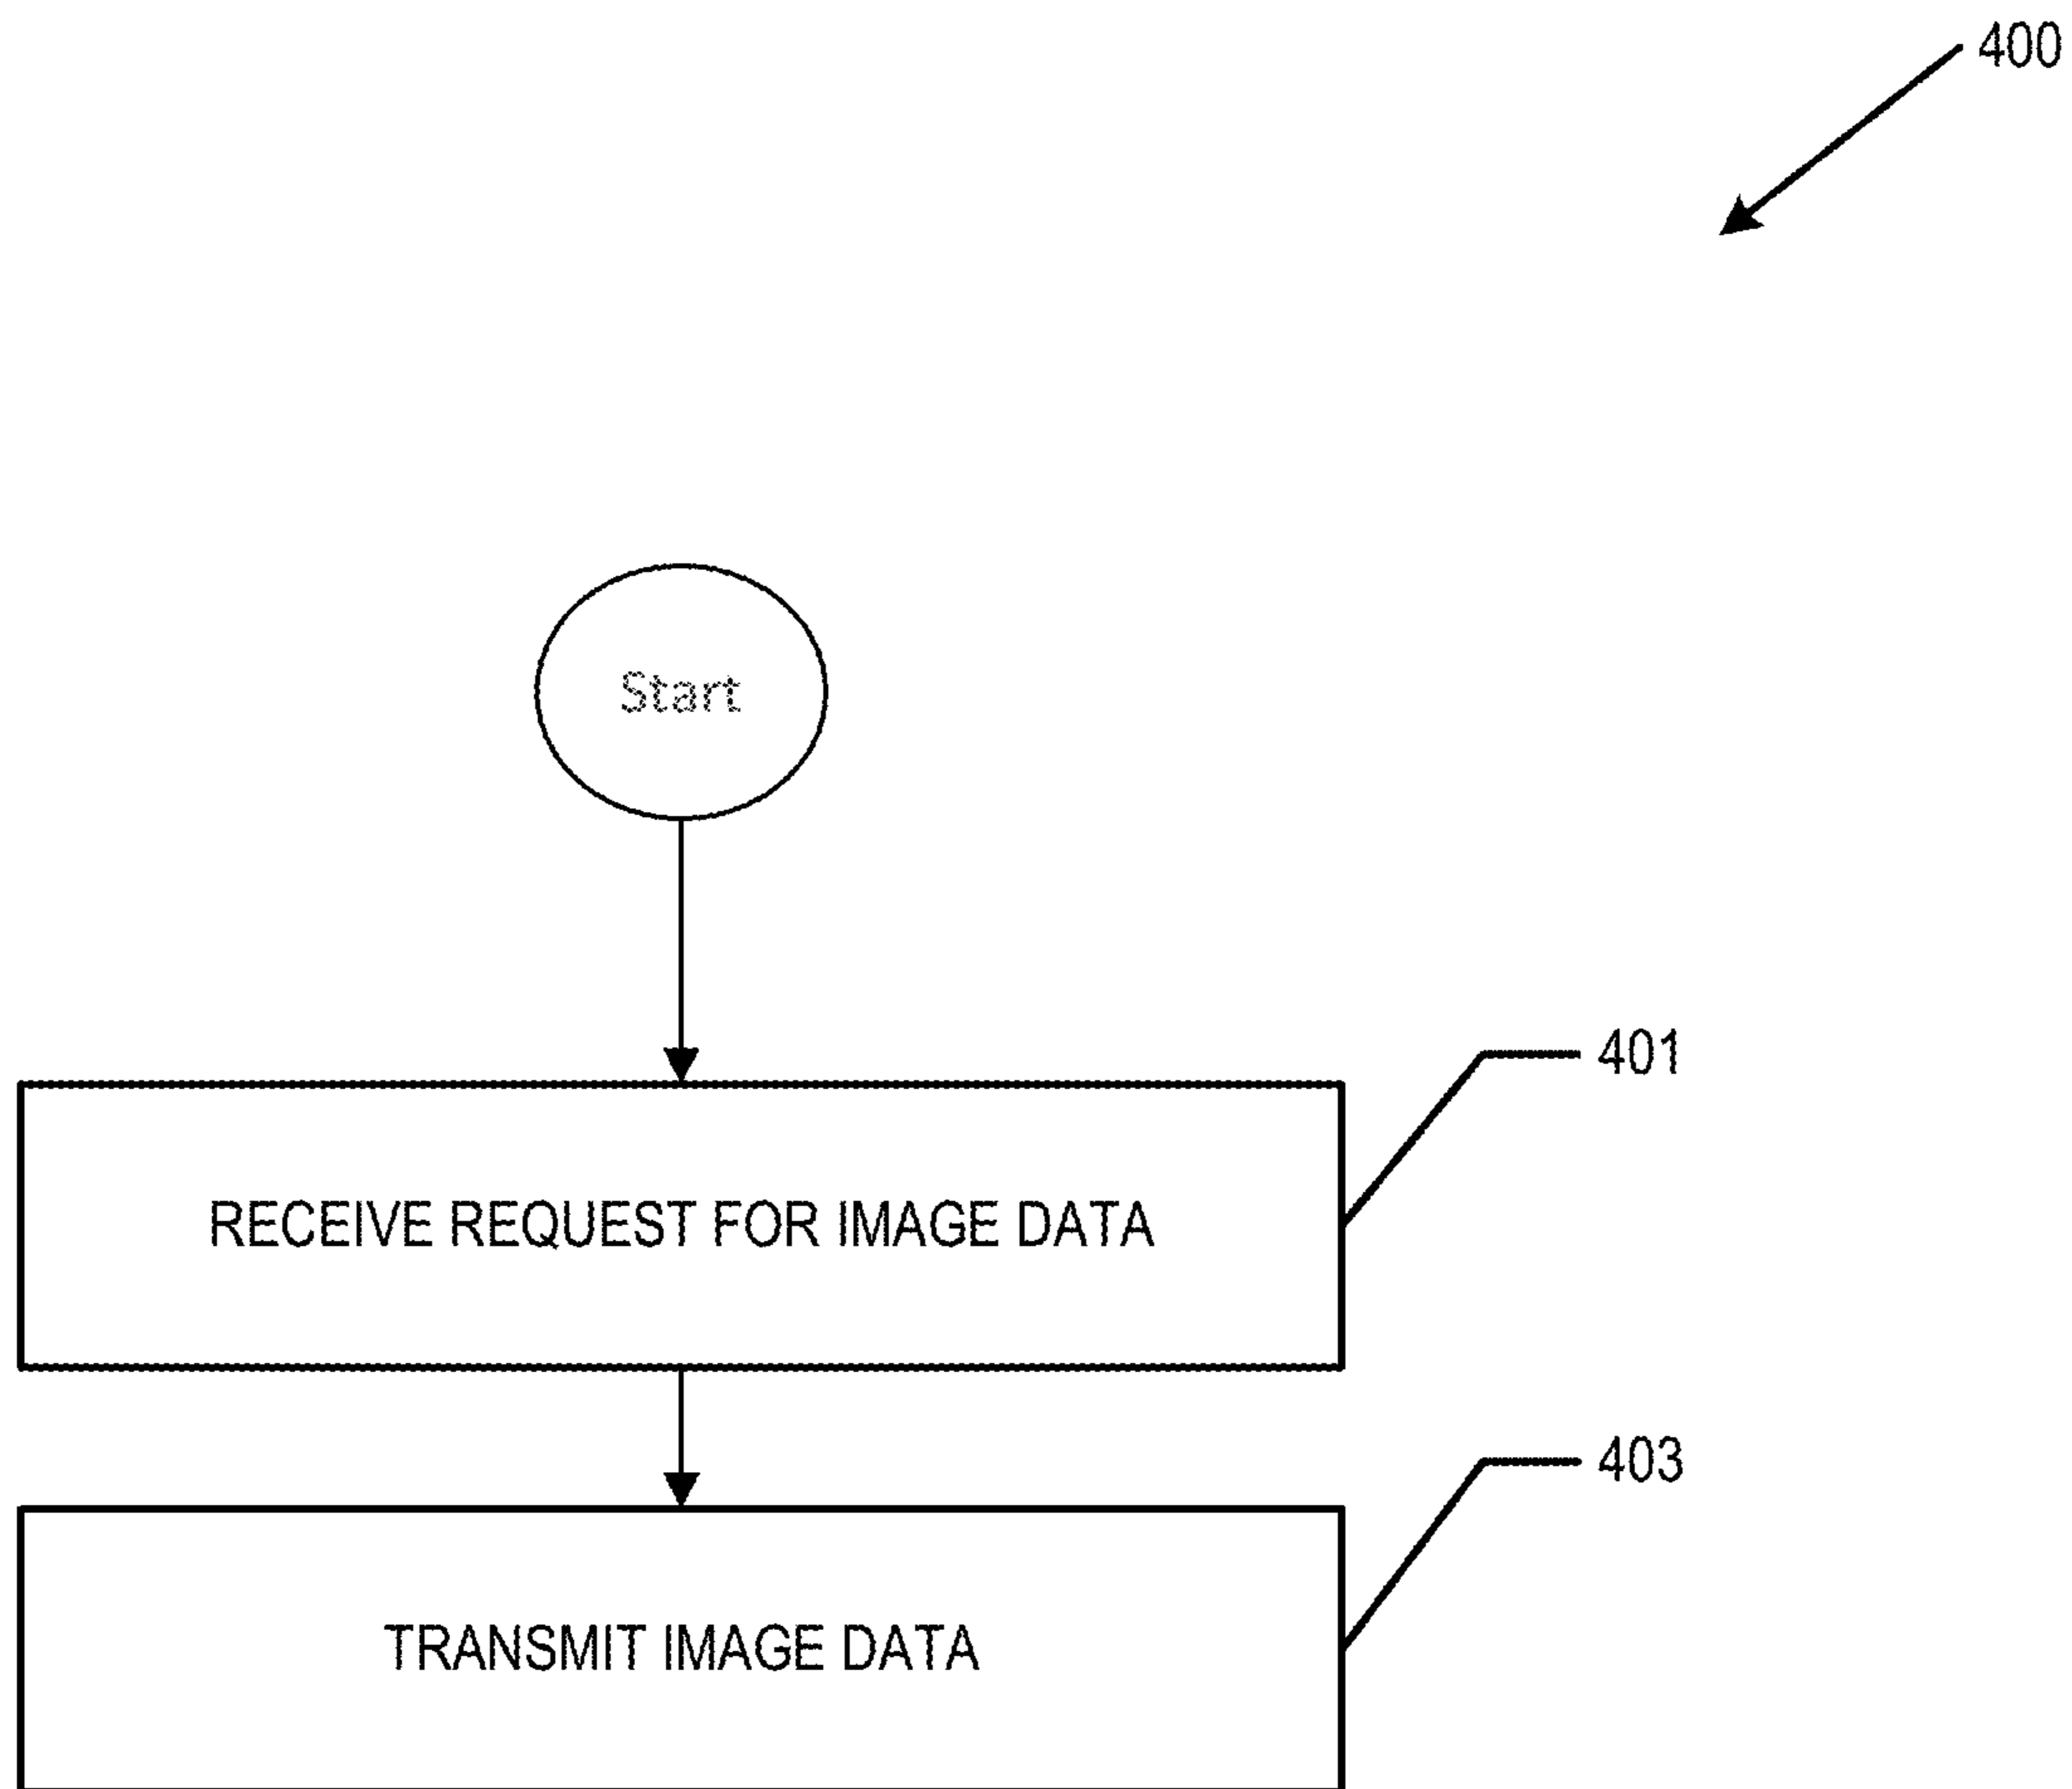 400
Start
401
RECEIVE REQUEST FOR IMAGE DATA
403
TRANSMIT IMAGE DATA